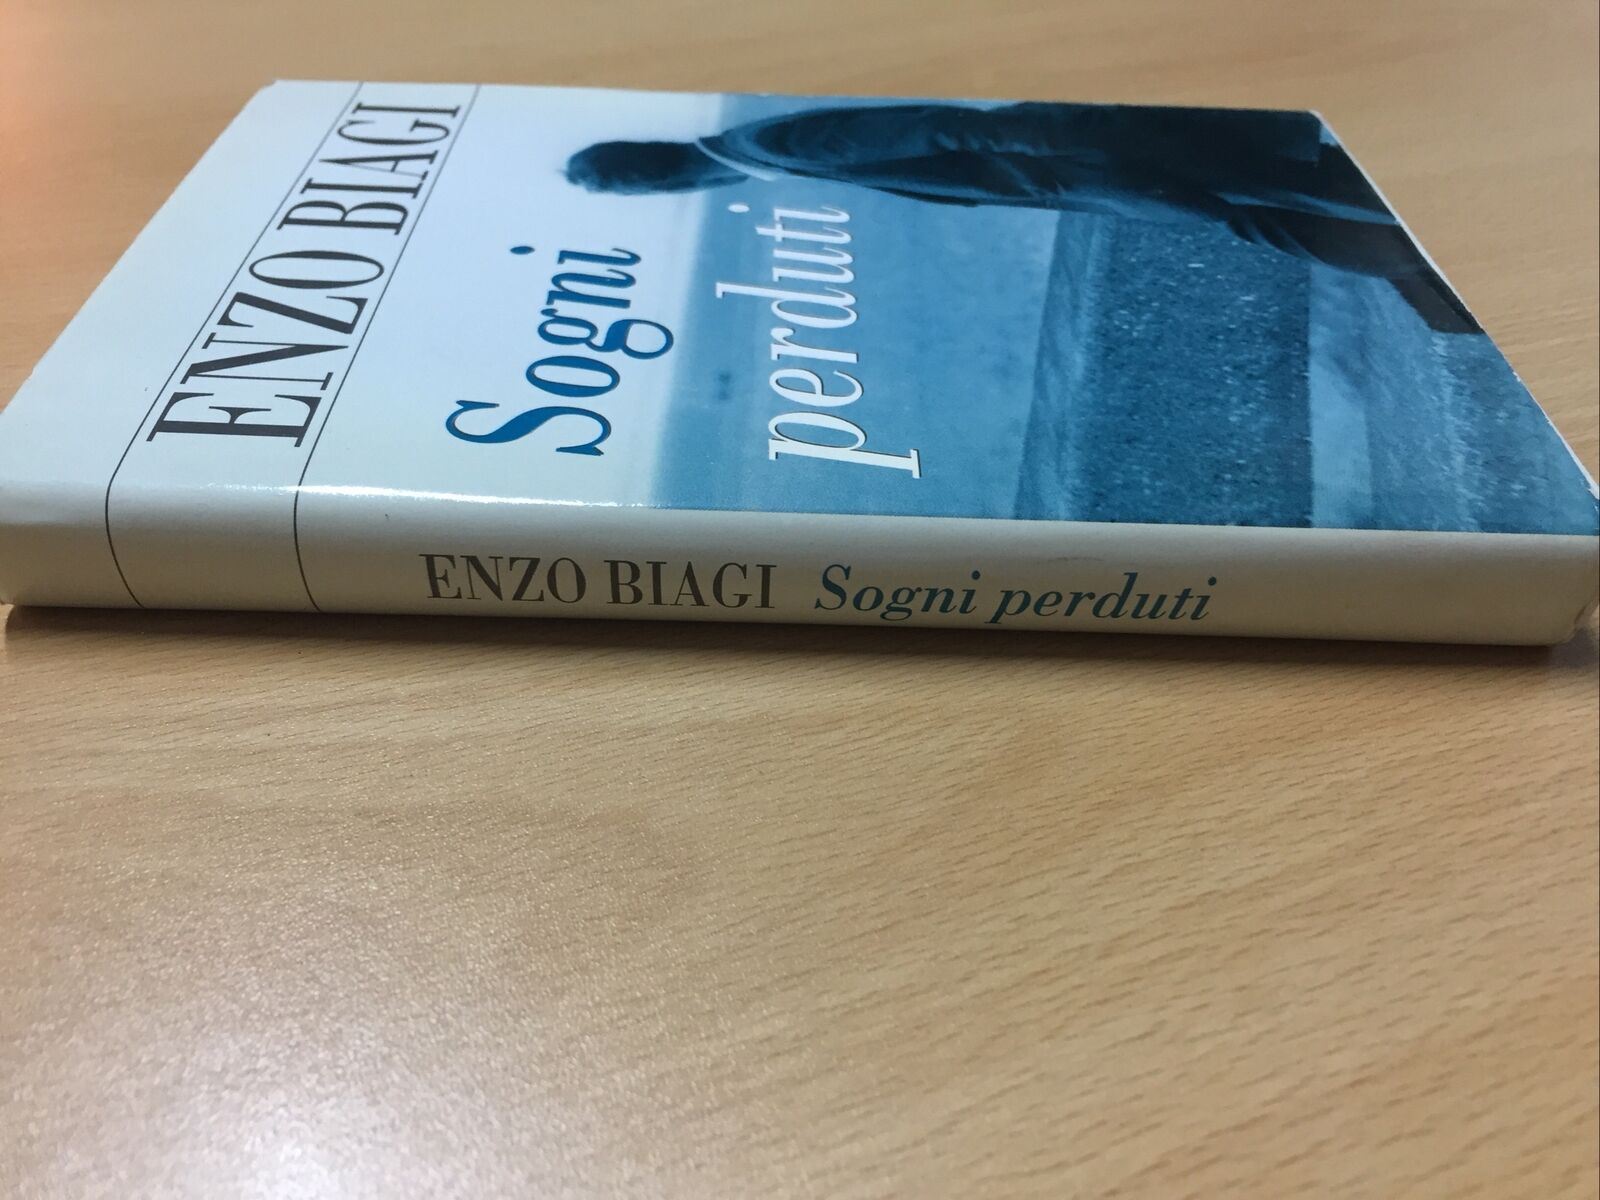 ENZO BIAGI
Sogni
perduti
ENZO BIAGI Sogni perduti